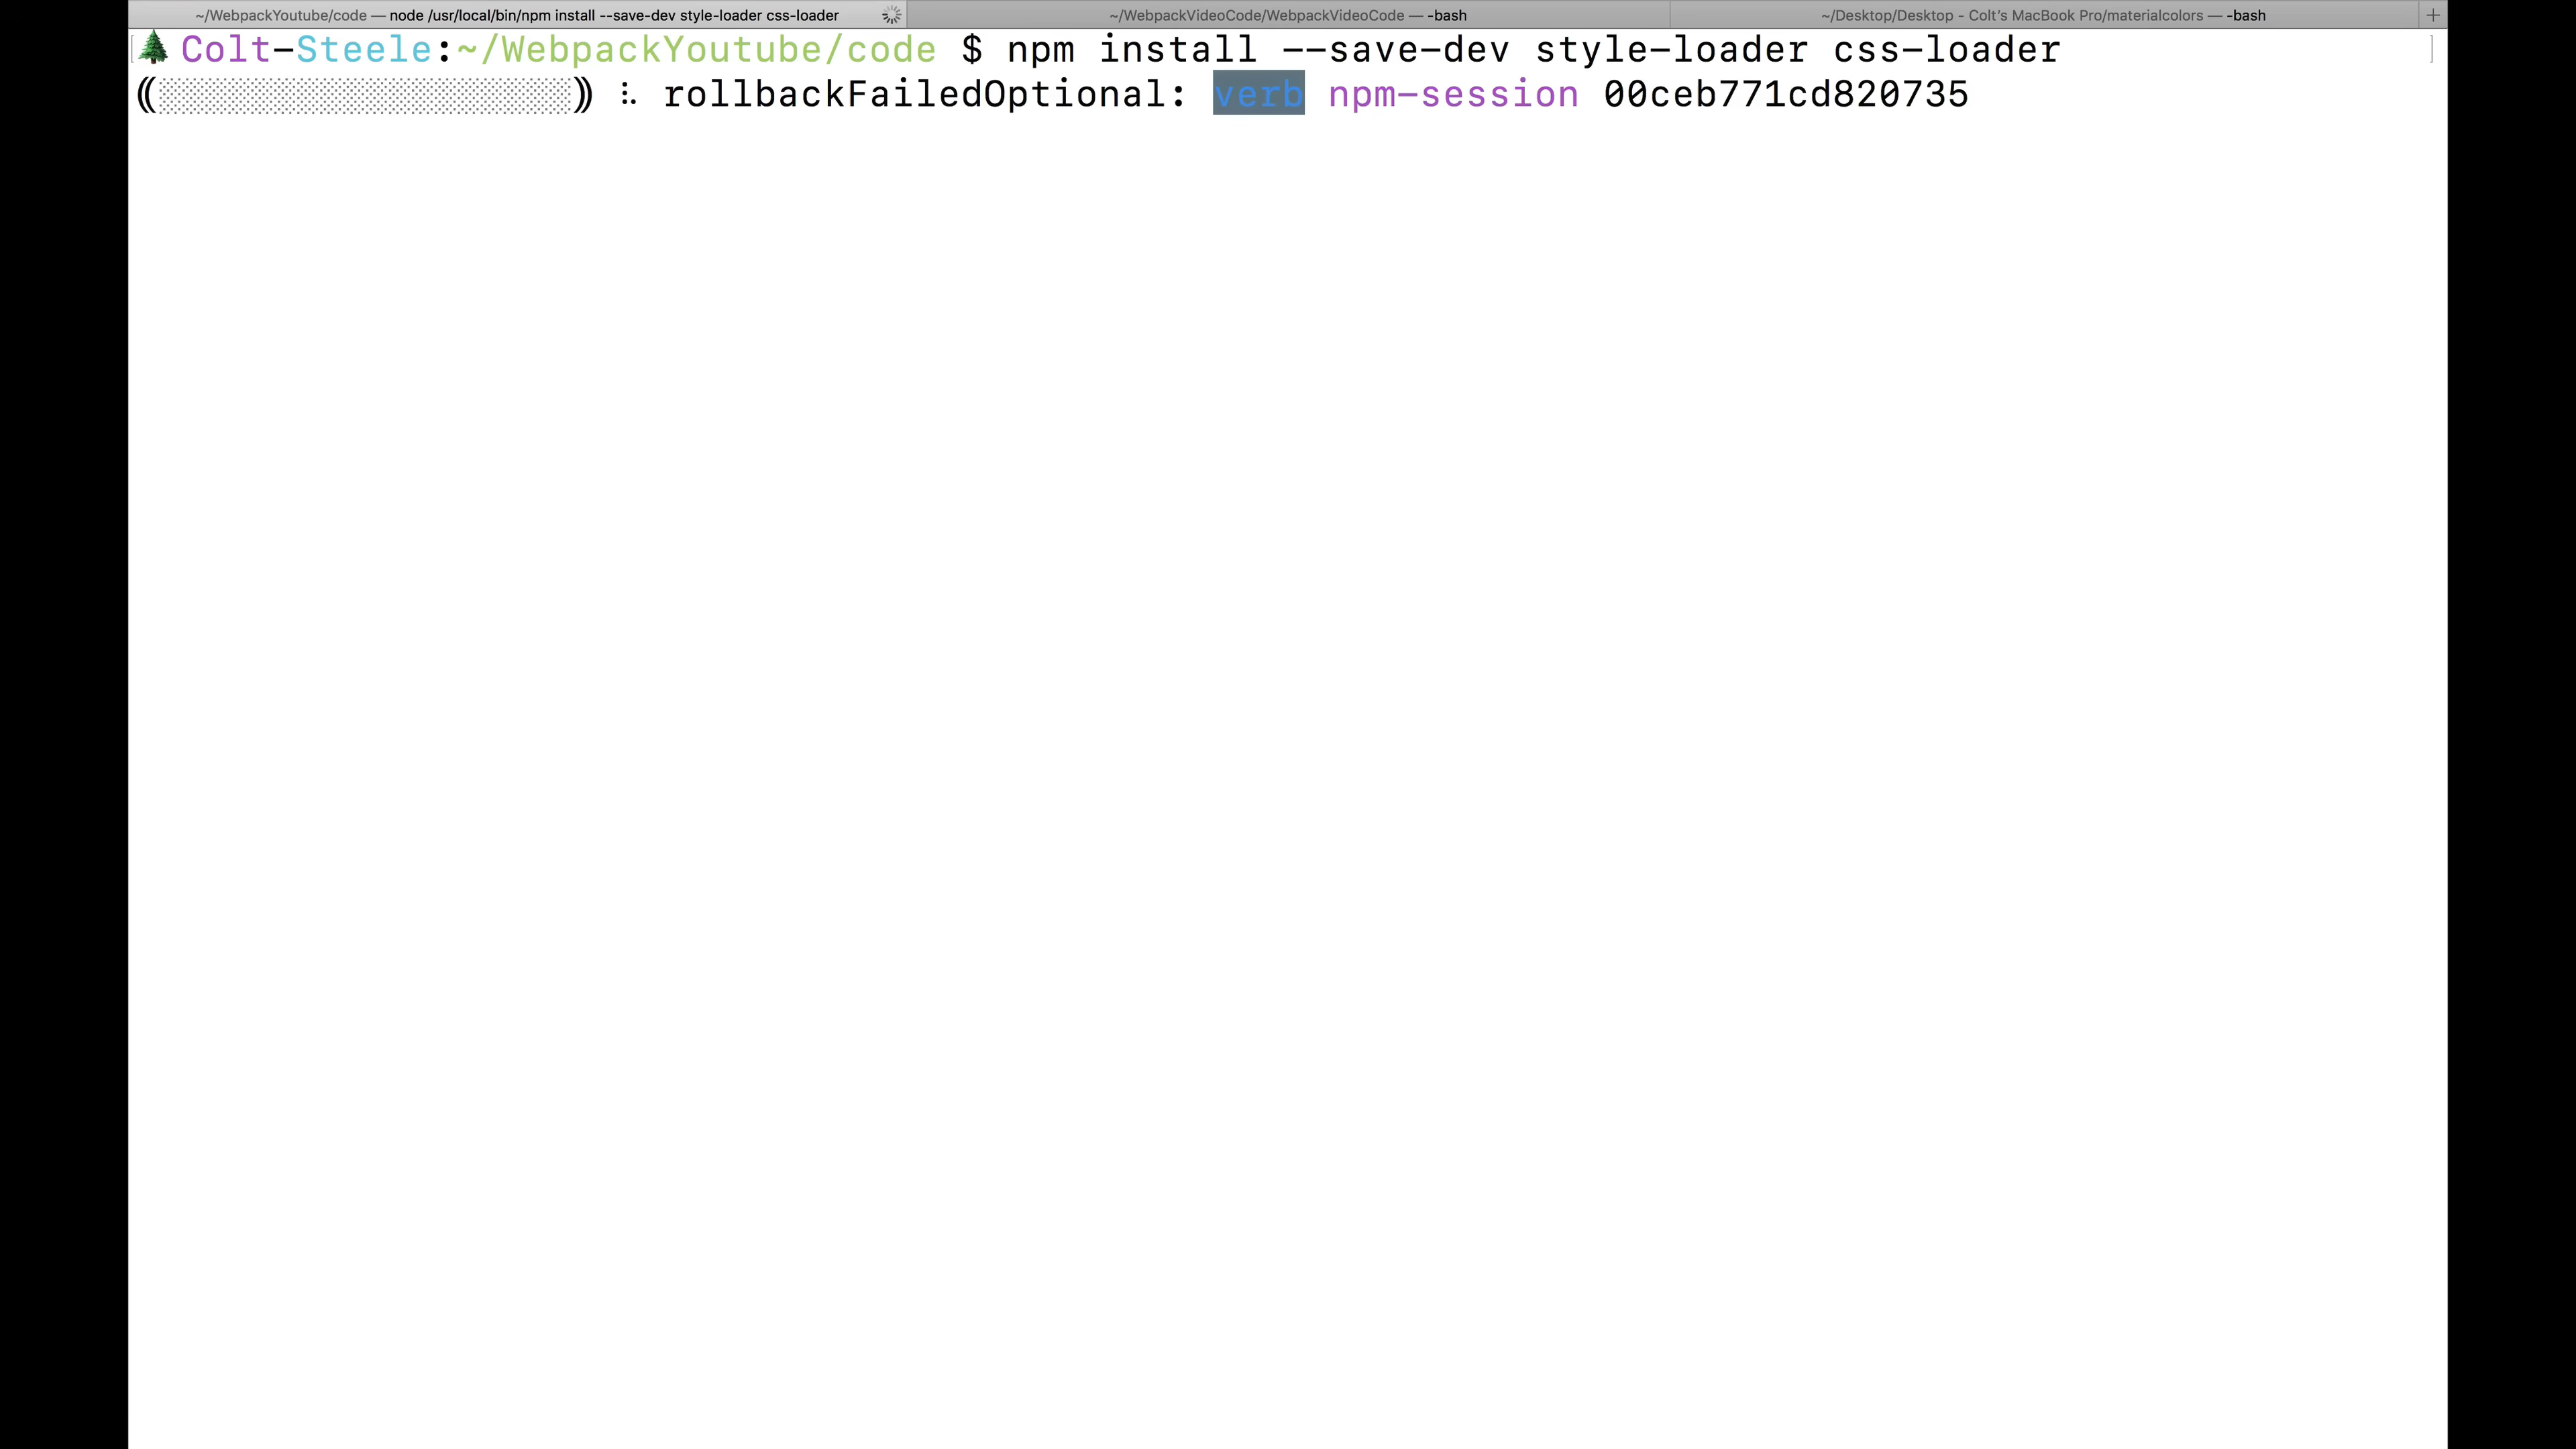 ~/WebpackYoutube/code — node /usr/local/bin/npm install --save-dev style-loader css-loader
~/WebpackVideoCode/WebpackVideoCode — -bash
~/Desktop/Desktop - Colt’s MacBook Pro/materialcolors — -bash
Colt-Steele:~/WebpackYoutube/code $ npm install --save-dev style-loader css-loader
((░░░░░░░░░░░░░░░░░░)) ⠧ rollbackFailedOptional: verb npm-session 00ceb771cd820735